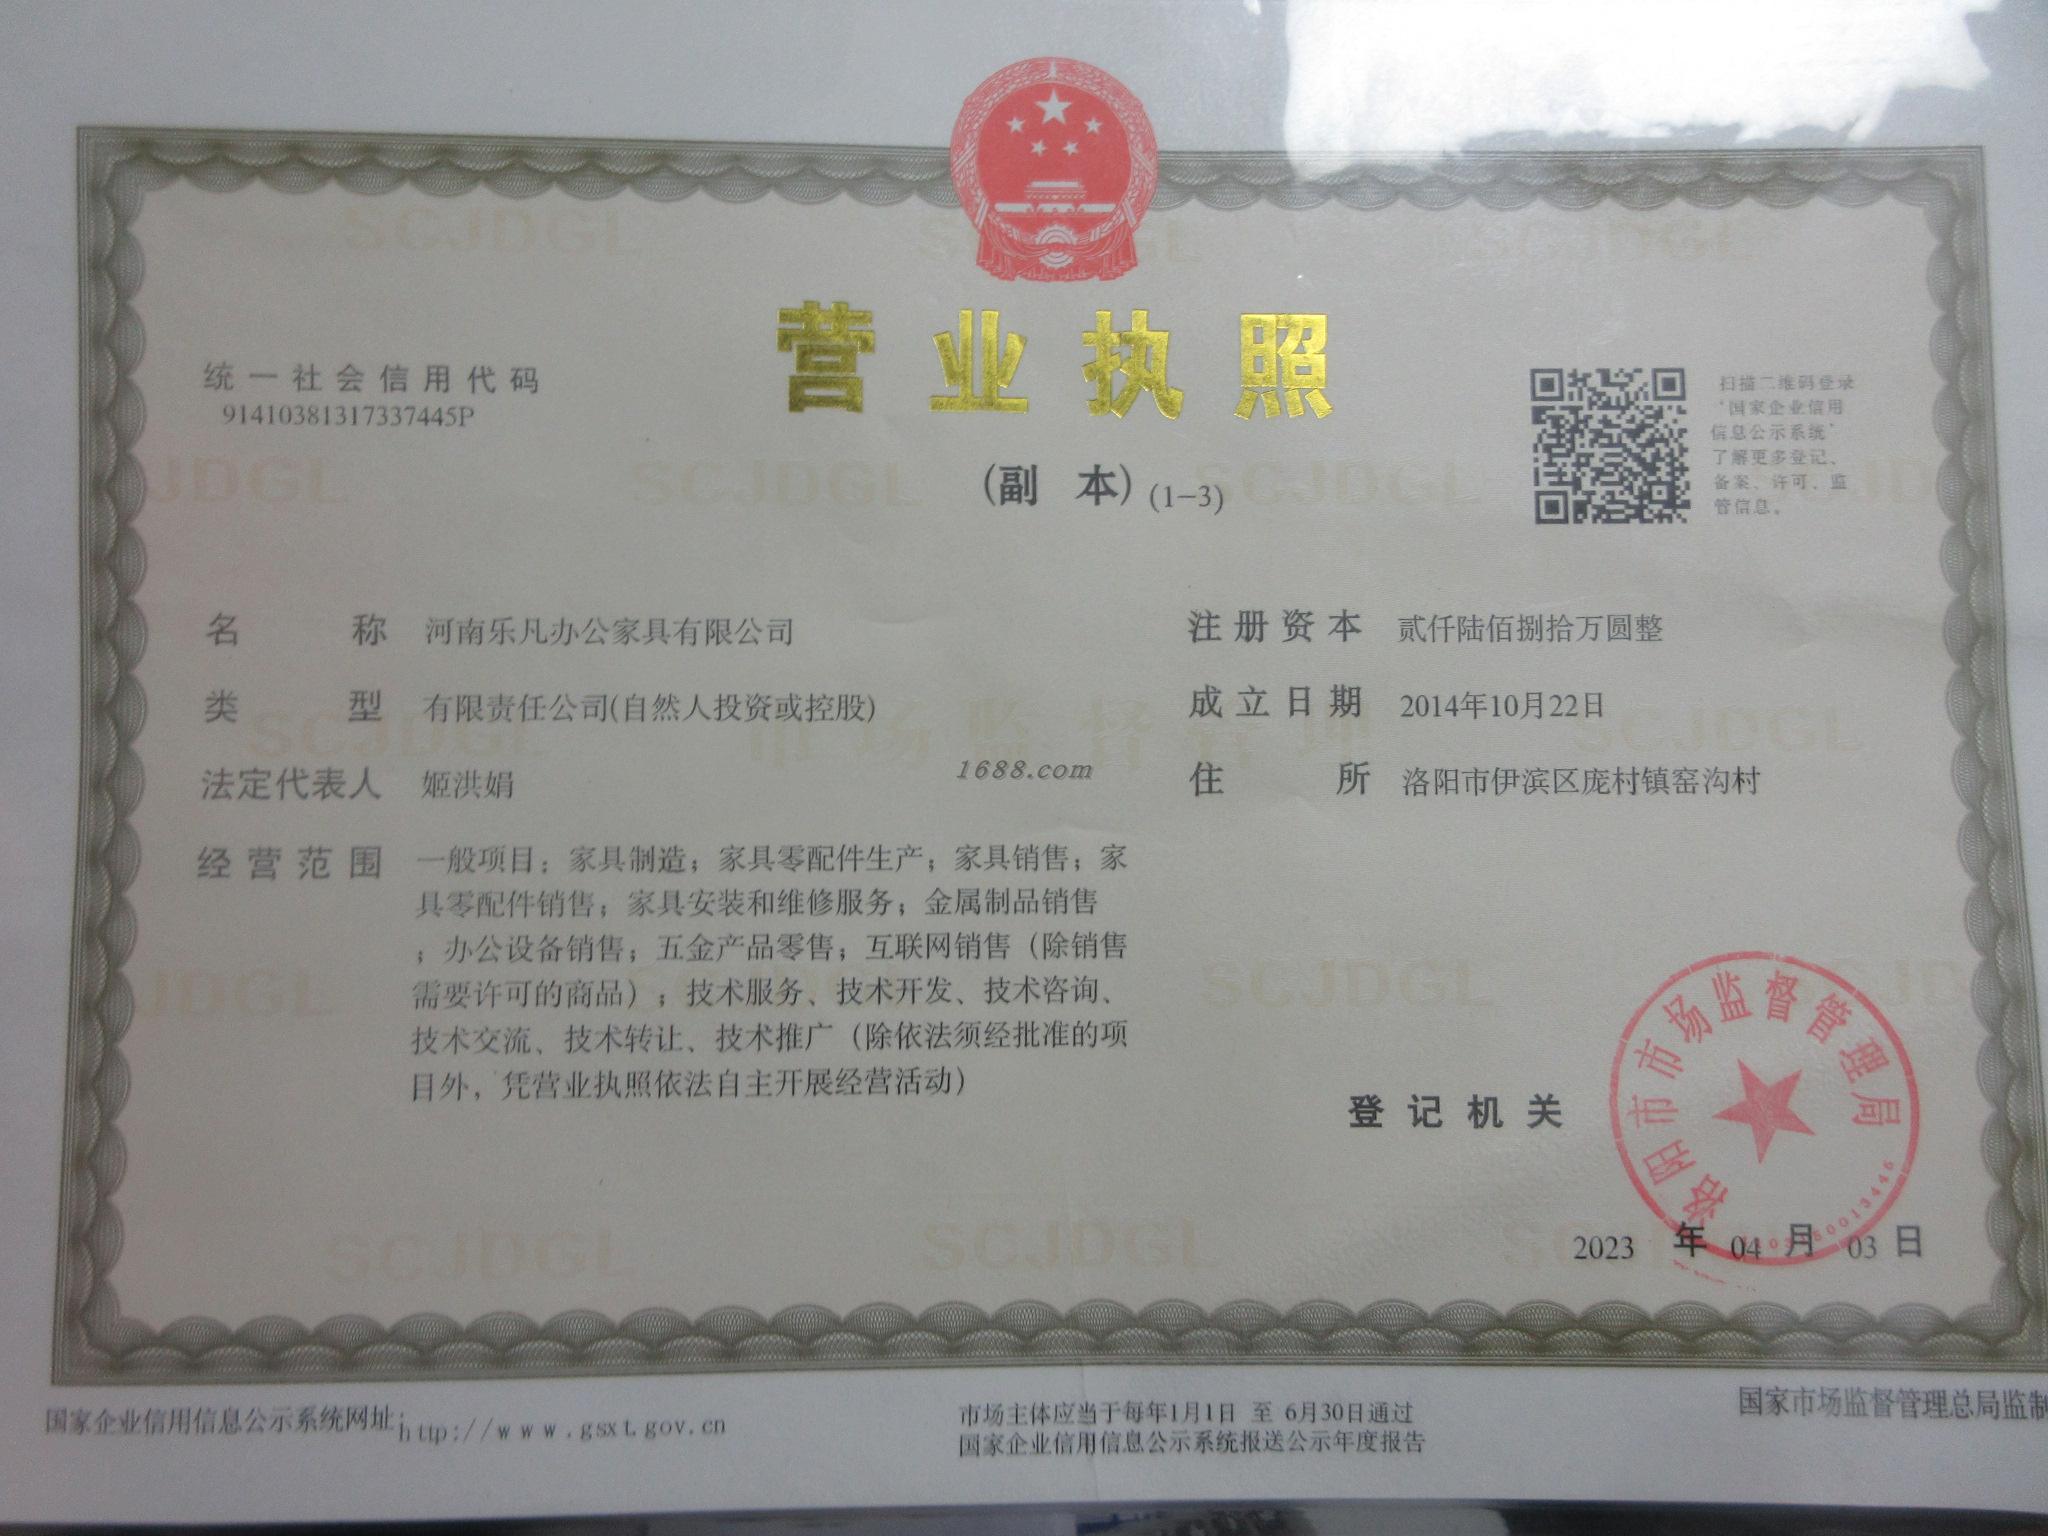 营业执照
(副 本) (1-3)
统一社会信用代码
91410381317337445P
扫描二维码登录
'国家企业信用
信息公示系统'
了解更多登记、
备案、许可、监
管信息。
名 称 河南乐凡办公家具有限公司
类 型 有限责任公司(自然人投资或控股)
法定代表人 姬洪娟
经营范围 一般项目：家具制造；家具零配件生产；家具销售；家
具零配件销售；家具安装和维修服务；金属制品销售
；办公设备销售；五金产品零售；互联网销售（除销售
需要许可的商品）；技术服务、技术开发、技术咨询、
技术交流、技术转让、技术推广（除依法须经批准的项
目外，凭营业执照依法自主开展经营活动）
注册资本 贰仟陆佰捌拾万圆整
成立日期 2014年10月22日
住 所 洛阳市伊滨区庞村镇窑沟村
1688.com
SCJDGL
市场监督管理
登记机关
洛阳市市场监督管理局
2023 年 04 月 03 日
国家企业信用信息公示系统网址:http://www.gsxt.gov.cn
市场主体应当于每年1月1日 至 6月30日通过
国家企业信用信息公示系统报送公示年度报告
国家市场监督管理总局监制